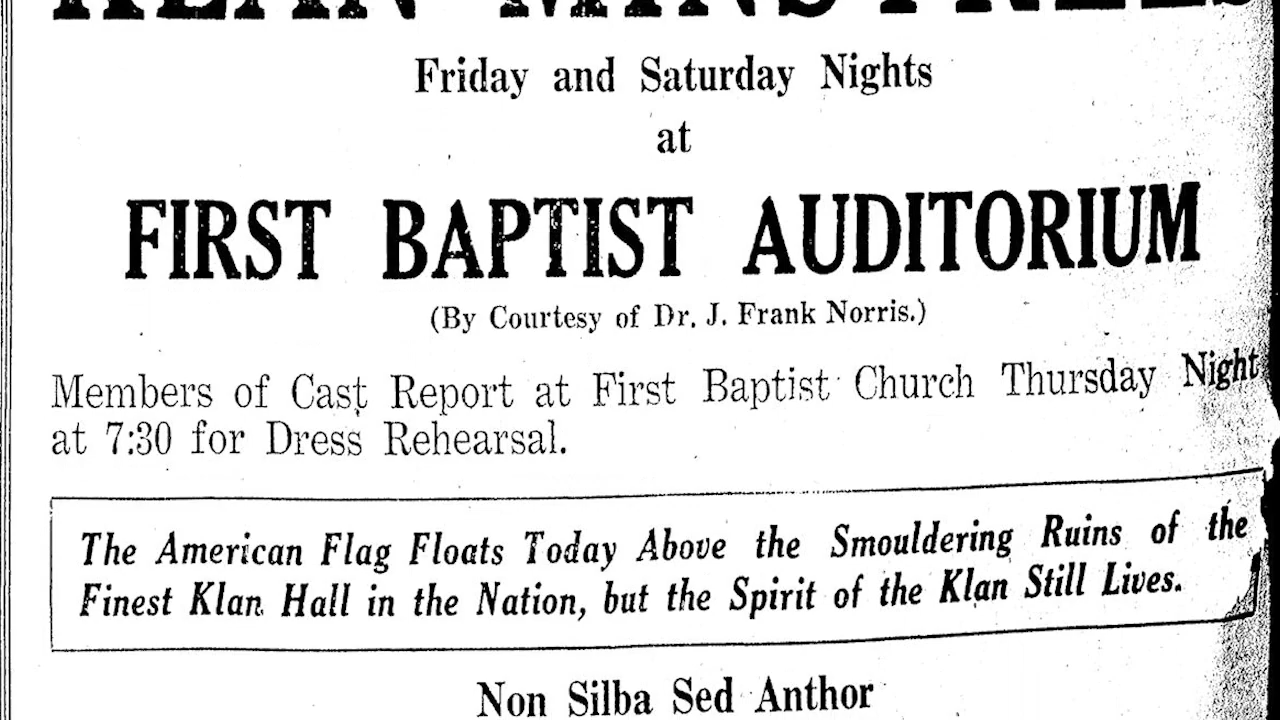 KLAN MINSTRELS
Friday and Saturday Nights
at
FIRST BAPTIST AUDITORIUM
(By Courtesy of Dr. J. Frank Norris.)
Members of Cast Report at First Baptist Church Thursday Night
at 7:30 for Dress Rehearsal.
The American Flag Floats Today Above the Smouldering Ruins of the
Finest Klan Hall in the Nation, but the Spirit of the Klan Still Lives.
Non Silba Sed Anthor